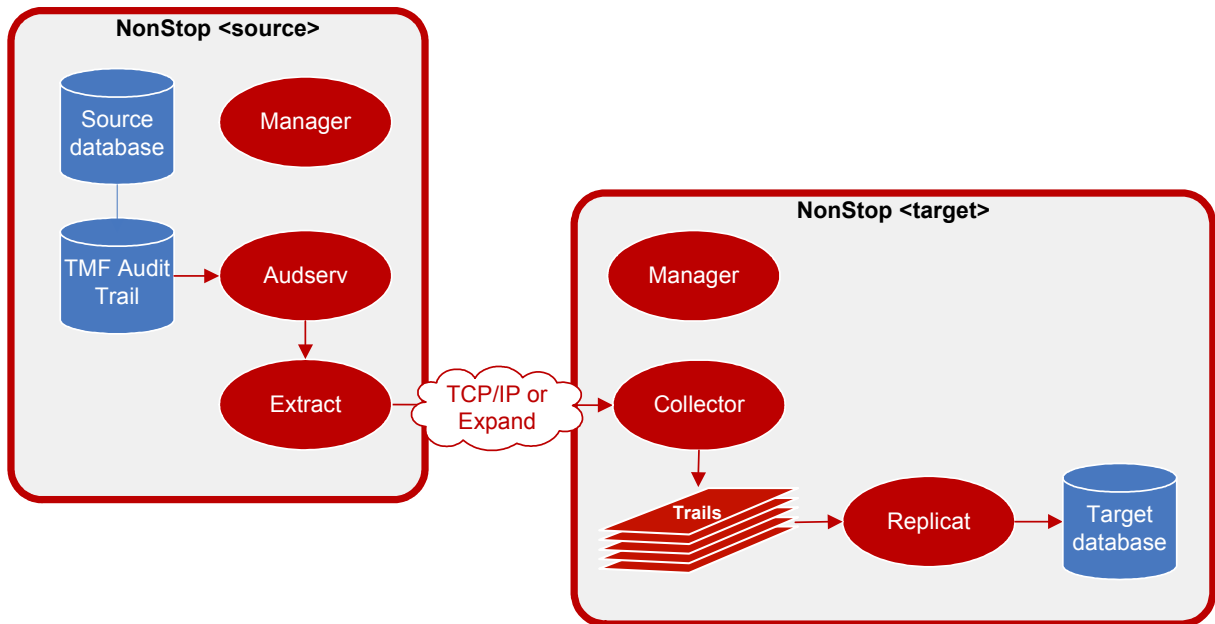 NonStop <source>
Source
database
Manager
TMF Audit
Trail
Audserv
Extract
TCP/IP or
Expand
NonStop <target>
Manager
Collector
Trails
Replicat
Target
database